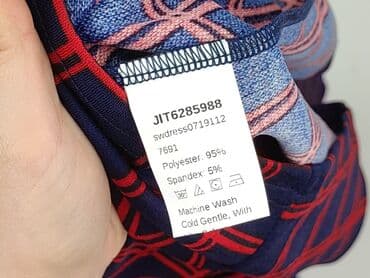 JIT6285988
swdress0719112
7691
Polyester: 95%
Spandex: 5%
Machine Wash
Cold Gentle, With